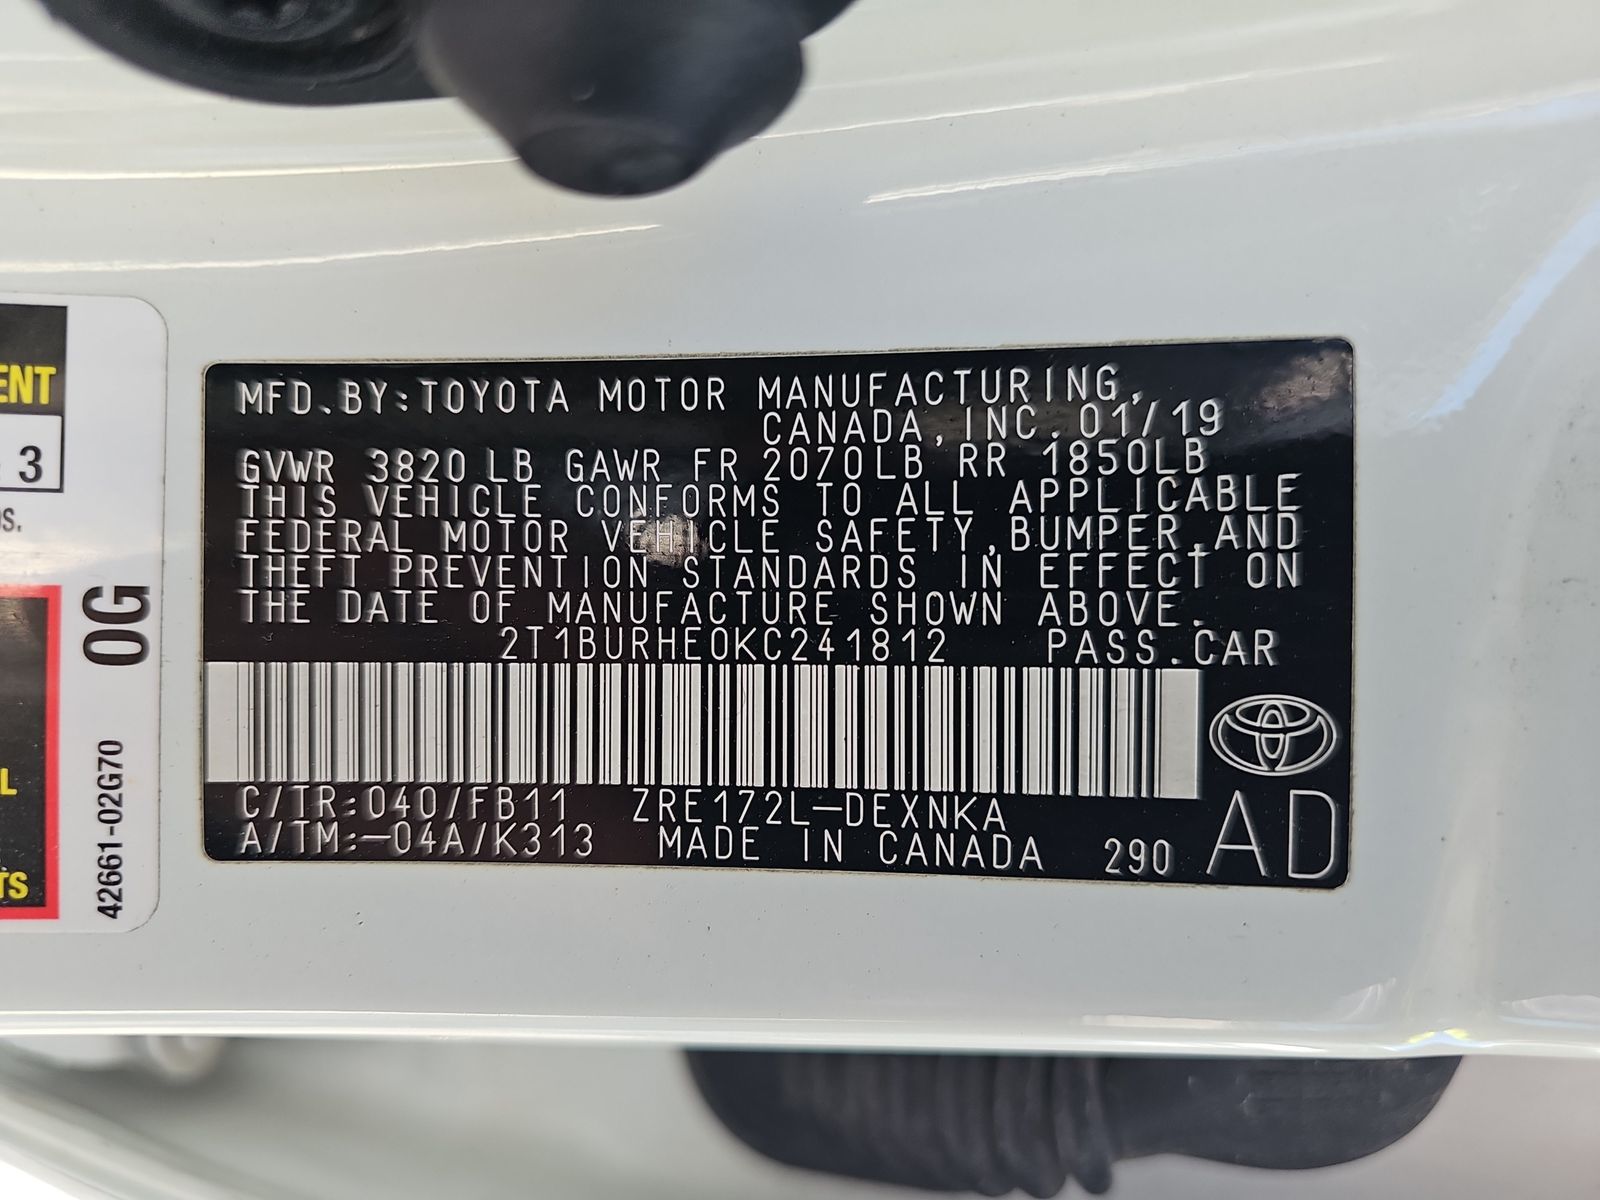 ENT
3
0G
42661-02G70
L
TS
MFD.BY:TOYOTA MOTOR MANUFACTURING,
CANADA,INC.01/19
GVWR 3820LB GAWR FR 2070LB RR 1850LB
THIS VEHICLE CONFORMS TO ALL APPLICABLE
FEDERAL MOTOR VEHICLE SAFETY,BUMPER,AND
THEFT PREVENTION STANDARDS IN EFFECT ON
THE DATE OF MANUFACTURE SHOWN ABOVE.
2T1BURHE0KC241812 PASS.CAR
C/TR:040/FB11 ZRE172L-DEXNKA
A/TM:-04A/K313 MADE IN CANADA 290 AD